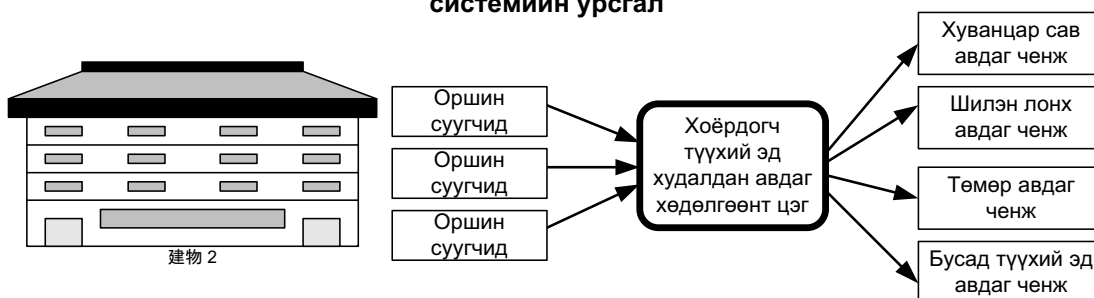 системийн урсгал
建物 2
Оршин
суугчид
Оршин
суугчид
Оршин
суугчид
Хоёрдогч
түүхий эд
худалдан авдаг
хөдөлгөөнт цэг
Хуванцар сав
авдаг ченж
Шилэн лонх
авдаг ченж
Төмөр авдаг
ченж
Бусад түүхий эд
авдаг ченж